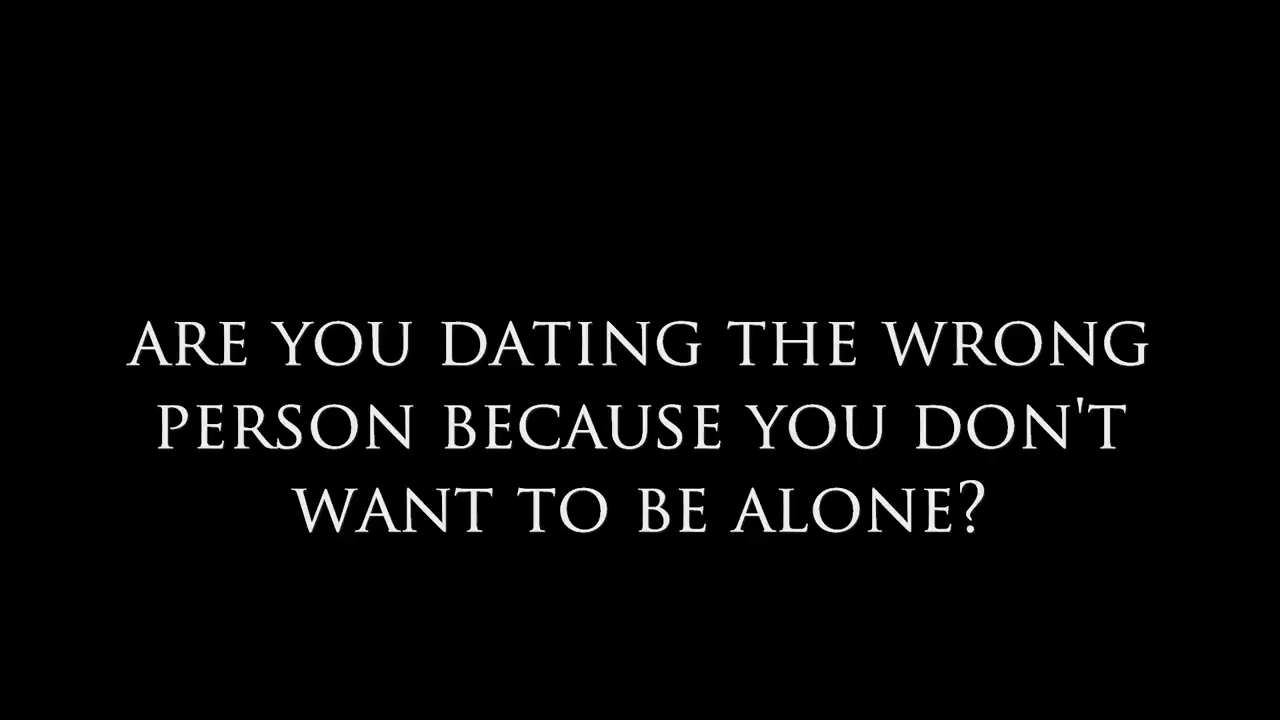 ARE YOU DATING THE WRONG
PERSON BECAUSE YOU DON'T
WANT TO BE ALONE?